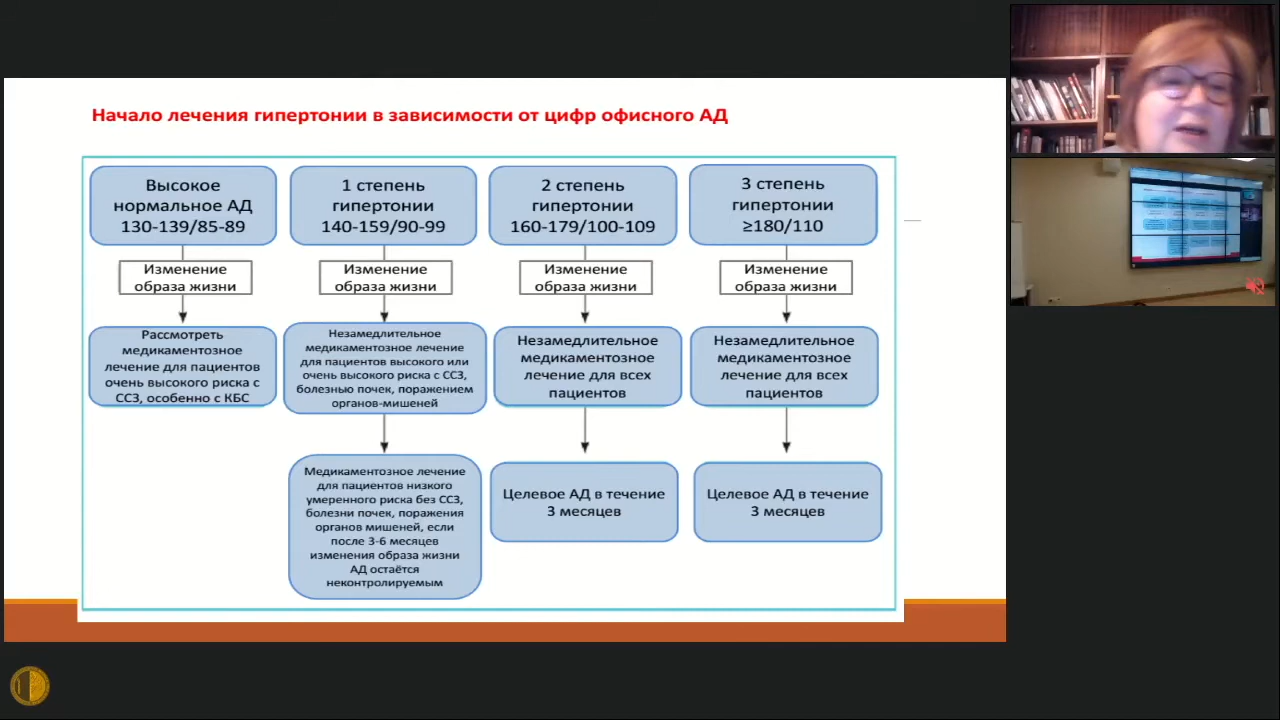 Начало лечения гипертонии в зависимости от цифр офисного АД
Высокое
нормальное АД
130-139/85-89
Изменение
образа жизни
Рассмотреть
медикаментозное
лечение для пациентов
очень высокого риска с
ССЗ, особенно с КБС
1 степень
гипертонии
140-159/90-99
Изменение
образа жизни
Незамедлительное
медикаментозное лечение
для пациентов высокого или
очень высокого риска с ССЗ,
болезнью почек, поражением
органов-мишеней
Медикаментозное лечение
для пациентов низкого
умеренного риска без ССЗ,
болезни почек, поражения
органов мишеней, если
после 3-6 месяцев
изменения образа жизни
АД остаётся
неконтролируемым
2 степень
гипертонии
160-179/100-109
Изменение
образа жизни
Незамедлительное
медикаментозное
лечение для всех
пациентов
Целевое АД в течение
3 месяцев
3 степень
гипертонии
≥180/110
Изменение
образа жизни
Незамедлительное
медикаментозное
лечение для всех
пациентов
Целевое АД в течение
3 месяцев